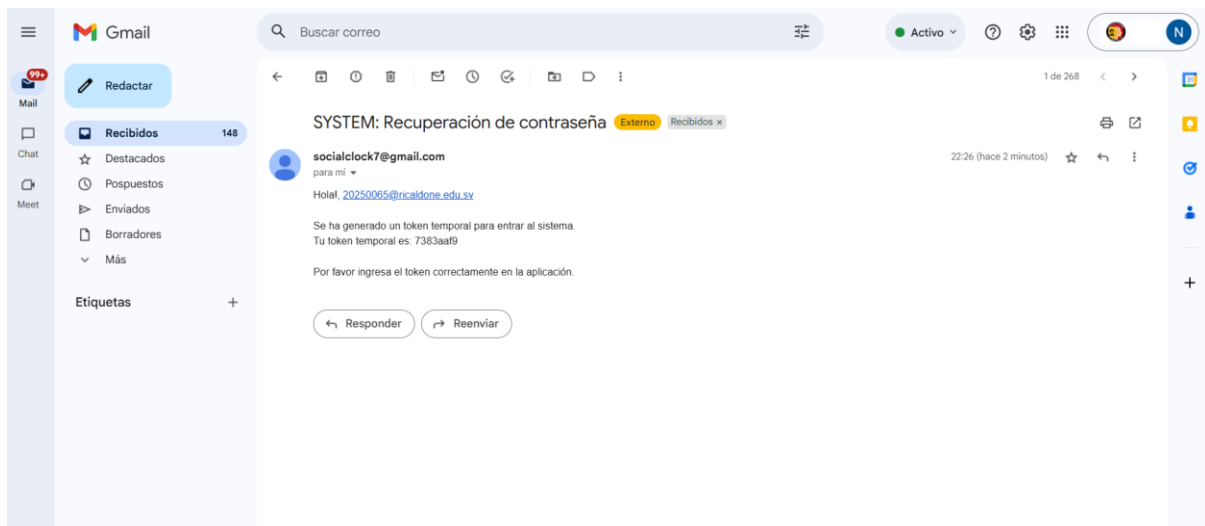 Gmail
Buscar correo
Activo
N
99+
Mail
Chat
Meet
Redactar
Recibidos 148
Destacados
Pospuestos
Enviados
Borradores
Más
Etiquetas
1 de 268
SYSTEM: Recuperación de contraseña Externo Recibidos x
socialclock7@gmail.com 22:26 (hace 2 minutos)
para mí
Hola!, 20250065@ricaldone.edu.sv
Se ha generado un token temporal para entrar al sistema.
Tu token temporal es: 7383aaf9
Por favor ingresa el token correctamente en la aplicación.
Responder Reenviar
31